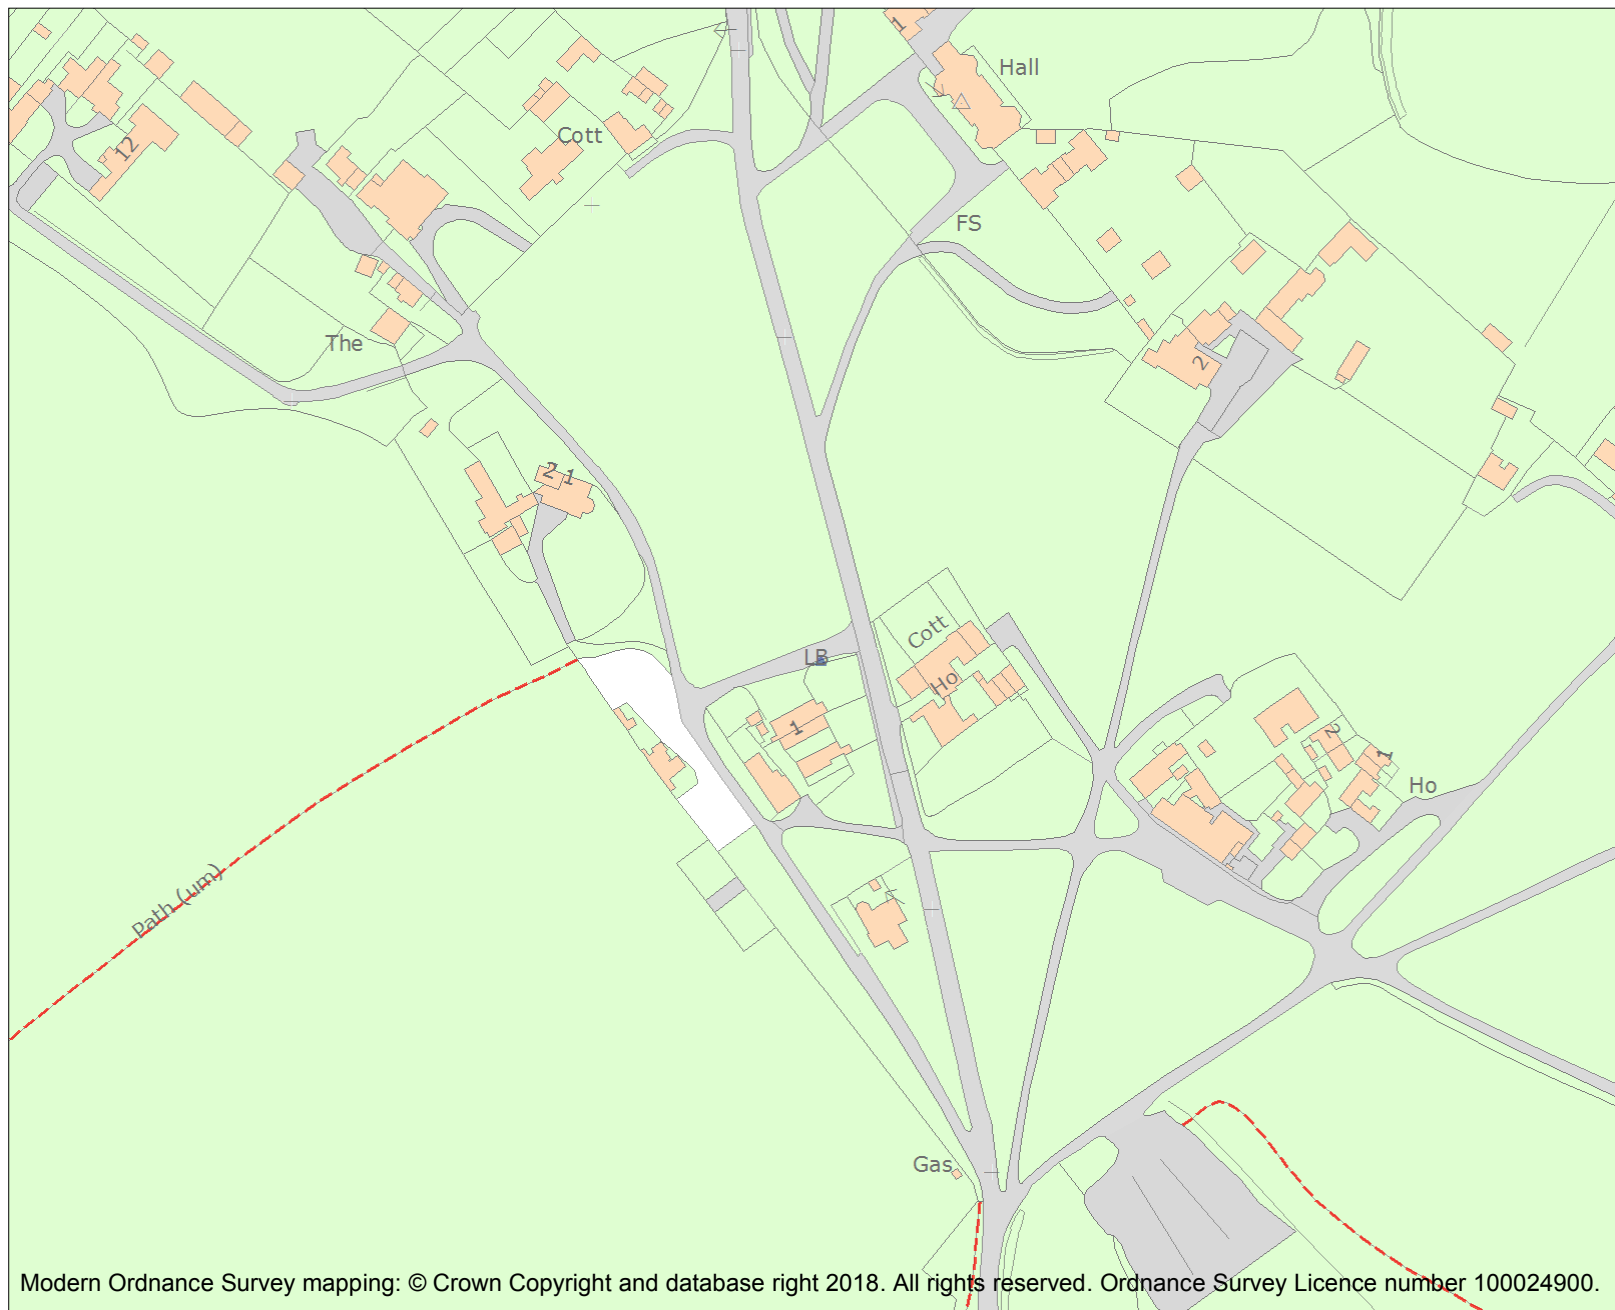 1
Hall
12
Cott
FS
The
2
2 1
Cott
LB
Ho
1
2
1
Ho
Path (um)
Gas
Modern Ordnance Survey mapping: © Crown Copyright and database right 2018. All rights reserved. Ordnance Survey Licence number 100024900.